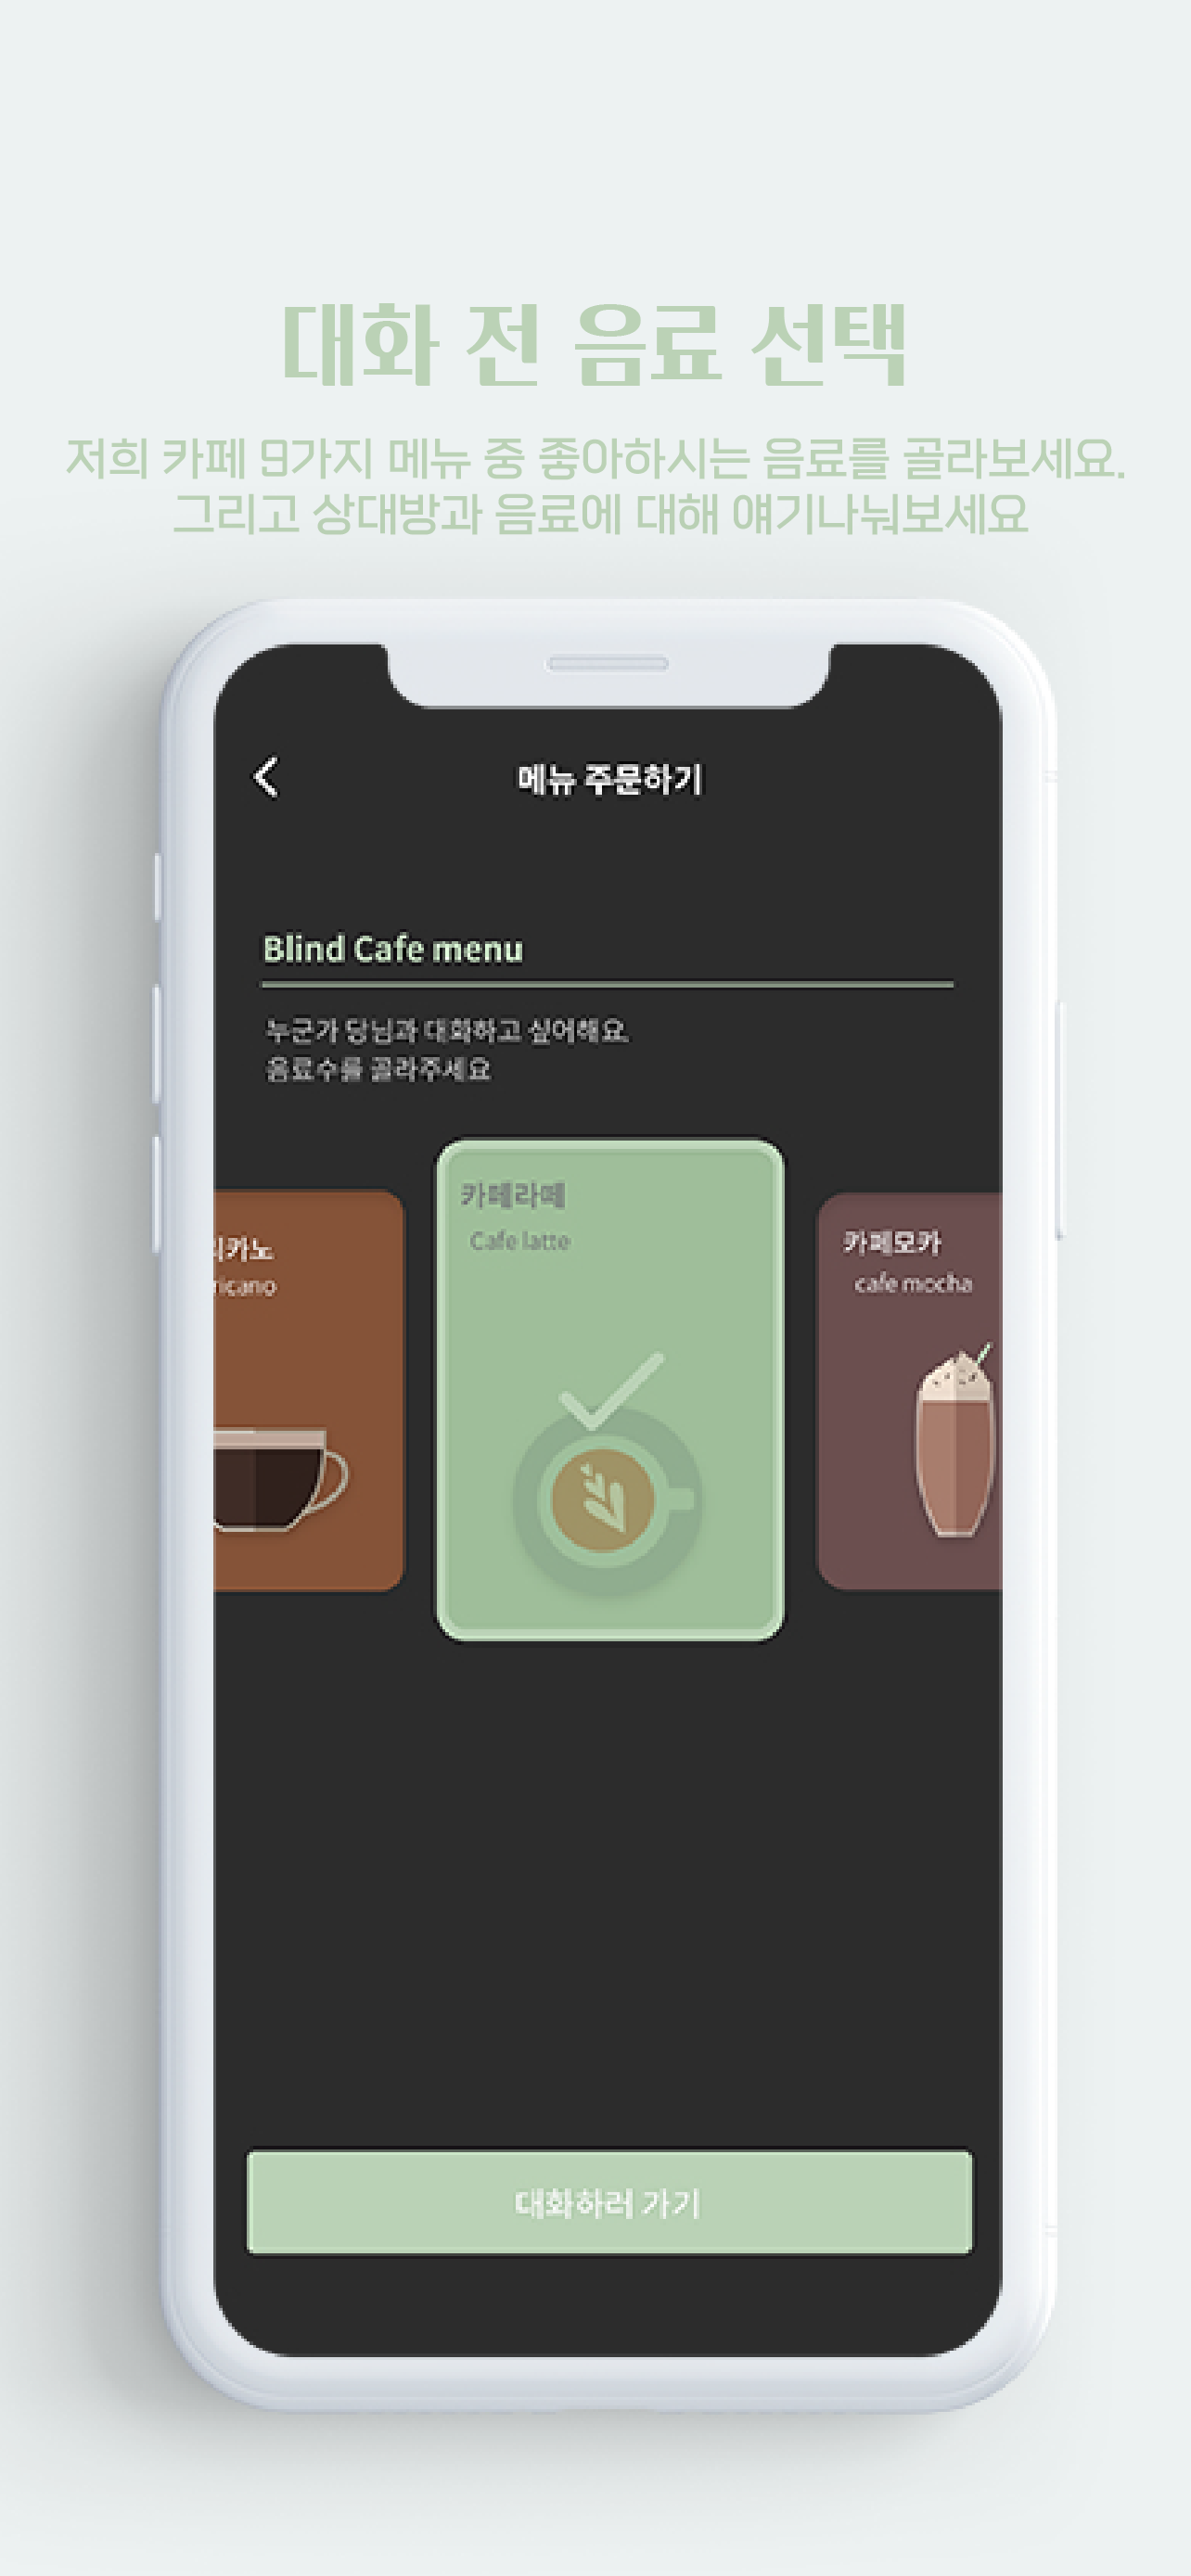 대화 전 음료 선택
저희 카페 9가지 메뉴 중 좋아하시는 음료를 골라보세요.
그리고 상대방과 음료에 대해 얘기나눠보세요
메뉴 주문하기
Blind Cafe menu
누군가 당님과 대화하고 싶어해요.
음료수를 골라주세요
카페라떼
Cafe latte
리카노
ricano
카페모카
cafe mocha
대화하러 가기